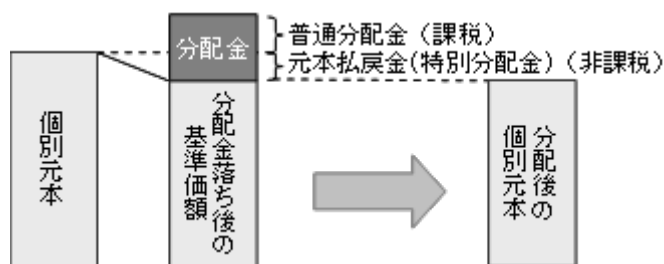 分配金
普通分配金（課税）
元本払戻金(特別分配金)（非課税）
個別元本
分配金落ち後の
基準価額
分配後の
個別元本